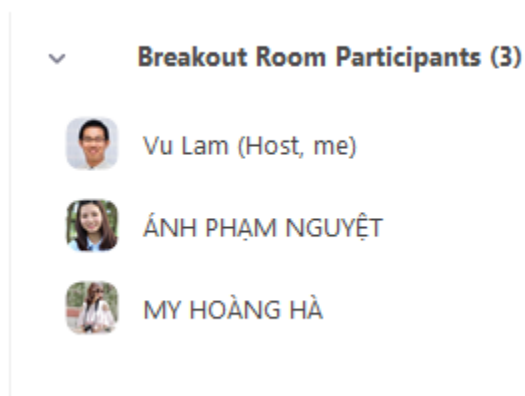 Breakout Room Participants (3)
Vu Lam (Host, me)
ÁNH PHẠM NGUYỆT
MY HOÀNG HÀ